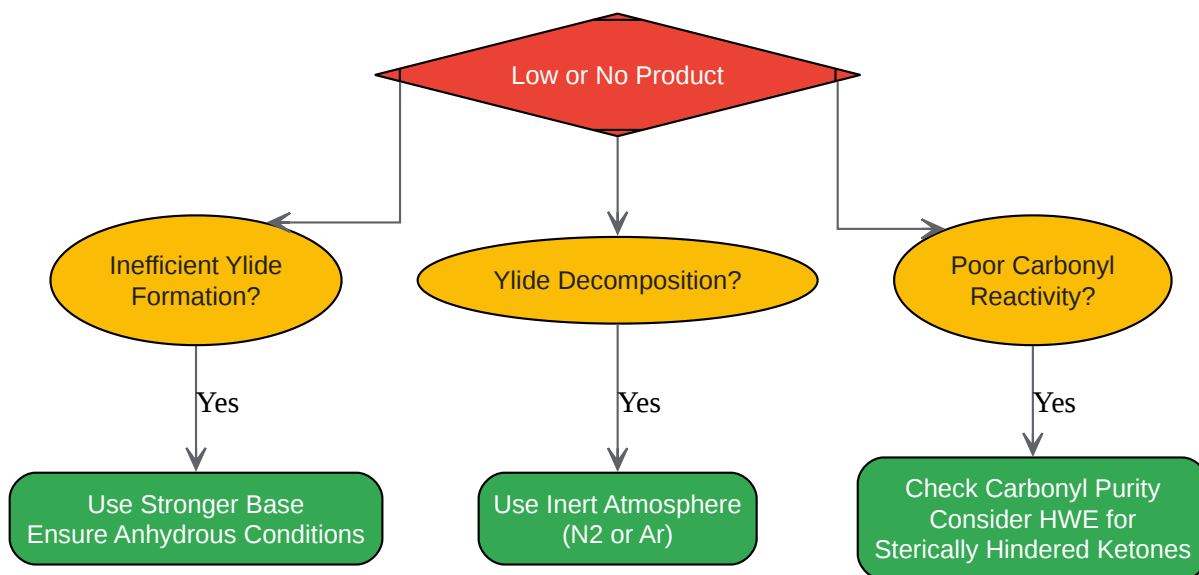 Low or No Product
Inefficient Ylide
Formation?
Ylide Decomposition?
Poor Carbonyl
Reactivity?
Yes
Yes
Yes
Use Stronger Base
Ensure Anhydrous Conditions
Use Inert Atmosphere
(N2 or Ar)
Check Carbonyl Purity
Consider HWE for
Sterically Hindered Ketones